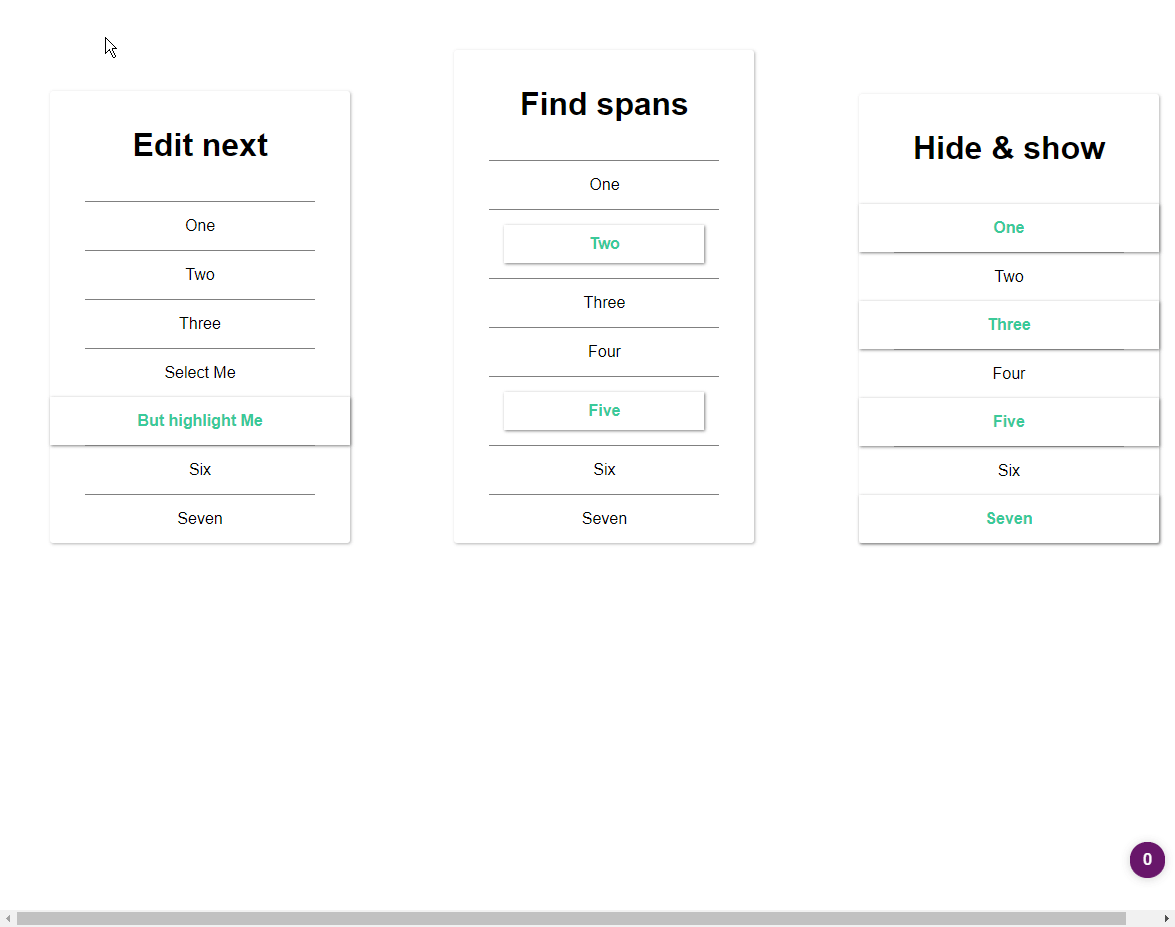 Edit next
One
Two
Three
Select Me
But highlight Me
Six
Seven
Find spans
One
Two
Three
Four
Five
Six
Seven
Hide & show
One
Two
Three
Four
Five
Six
Seven
0